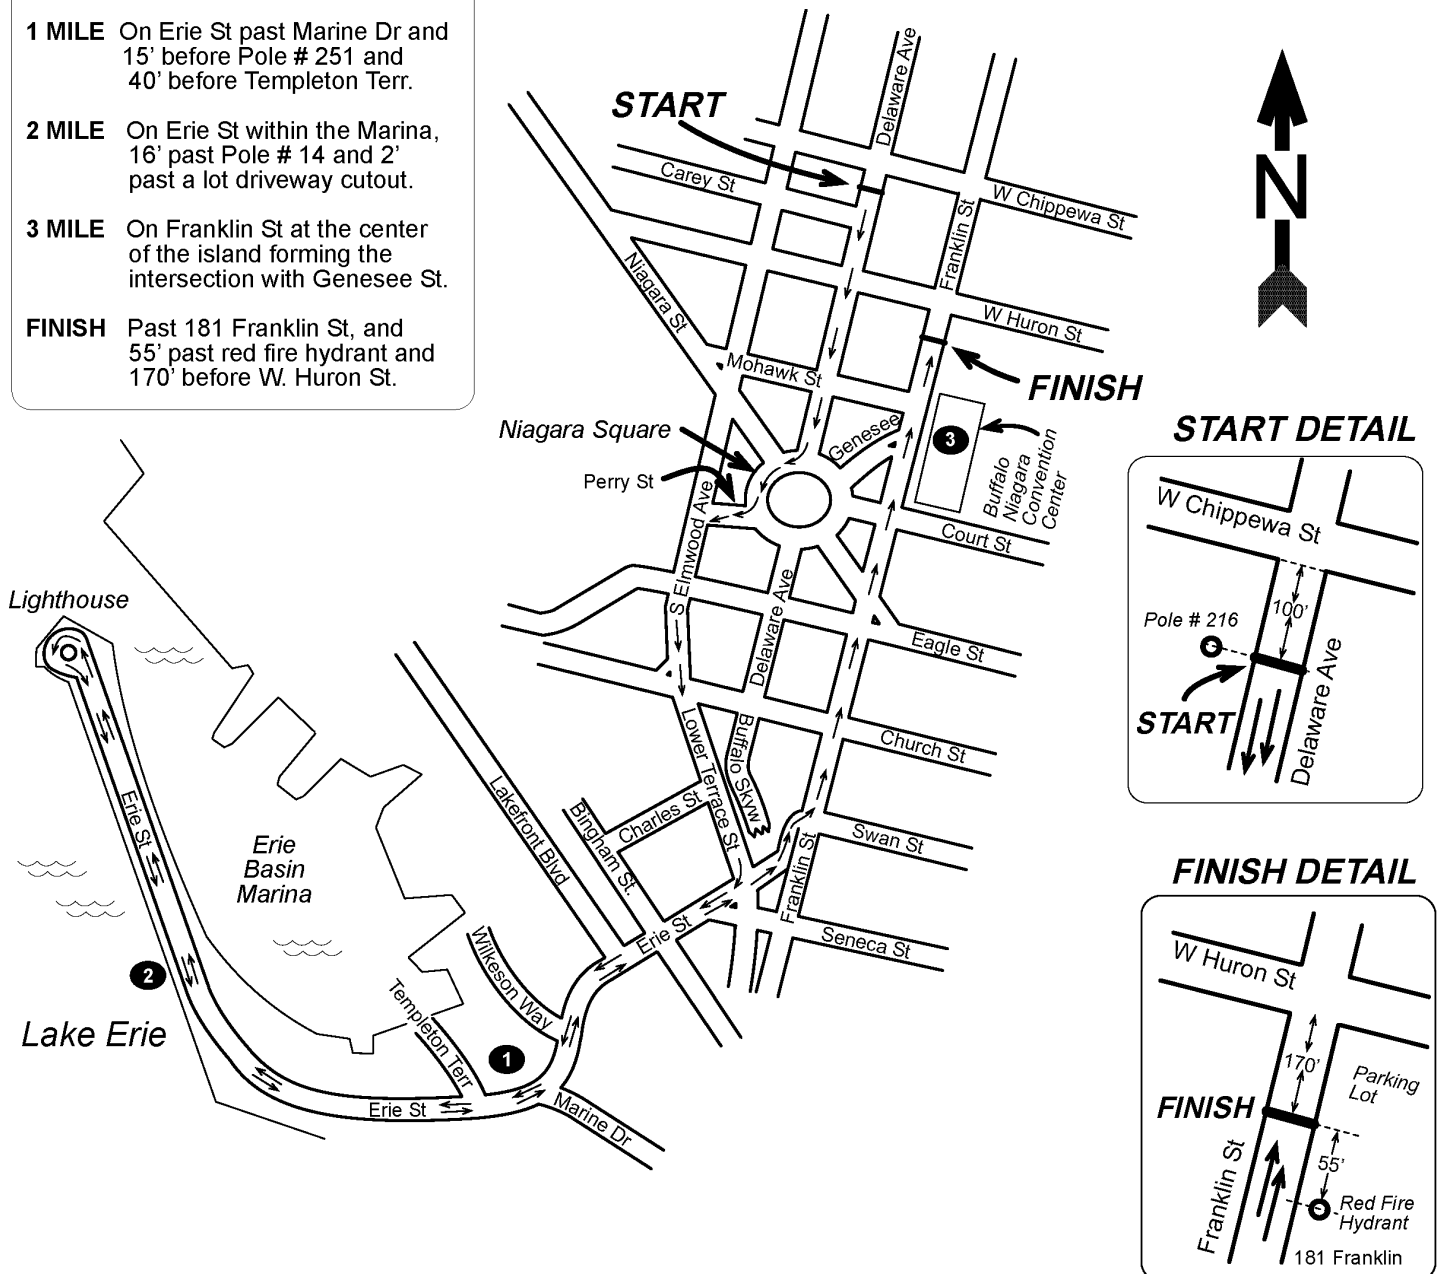 1 MILE On Erie St past Marine Dr and
15' before Pole # 251 and
40' before Templeton Terr.
2 MILE On Erie St within the Marina,
16' past Pole # 14 and 2'
past a lot driveway cutout.
3 MILE On Franklin St at the center
of the island forming the
intersection with Genesee St.
FINISH Past 181 Franklin St, and
55' past red fire hydrant and
170' before W. Huron St.
START
Delaware Ave
Carey St
W Chippewa St
Franklin St
N
Niagara St
W Huron St
Mohawk St
FINISH
Niagara Square
Genesee
3
Buffalo
Niagara
Convention
Center
Perry St
S Elmwood Ave
Court St
Delaware Ave
Eagle St
Lighthouse
Lower Terrace St
Buffalo Skyw
Church St
Lakefront Blvd
Bingham St.
Charles St
Swan St
Franklin St
Erie St
Erie
Basin
Marina
Erie St
Seneca St
Wilkeson Way
2
Lake Erie
Templeton Terr
1
Erie St
Marine Dr
START DETAIL
W Chippewa St
100'
Pole # 216
START
Delaware Ave
FINISH DETAIL
W Huron St
170'
Parking
Lot
FINISH
55'
Franklin St
Red Fire
Hydrant
181 Franklin